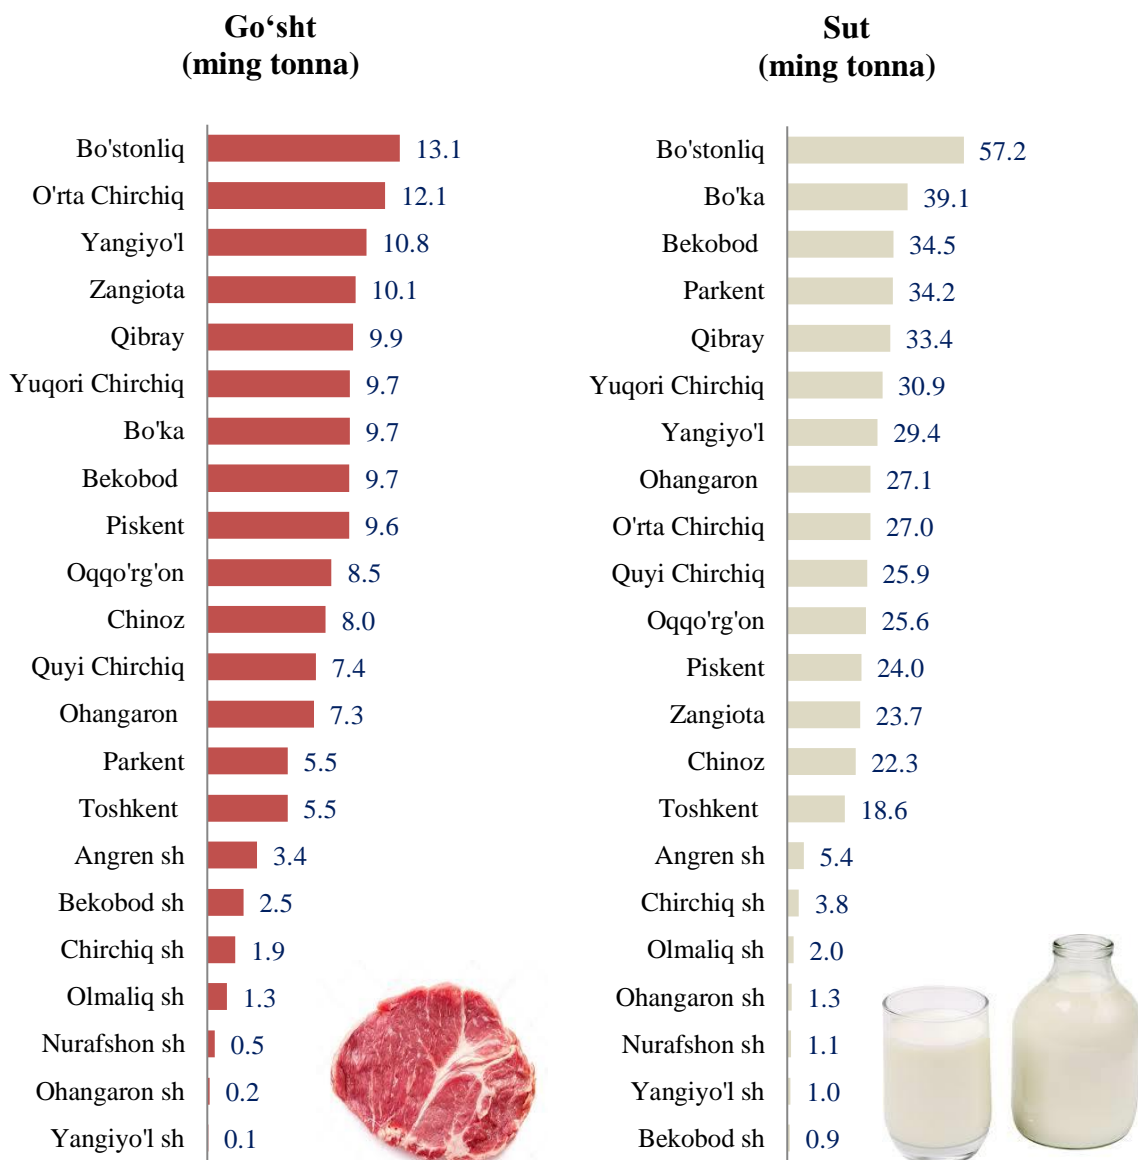 Go‘sht
(ming tonna)
Bo'stonliq 13.1
O'rta Chirchiq 12.1
Yangiyo'l 10.8
Zangiota 10.1
Qibray 9.9
Yuqori Chirchiq 9.7
Bo'ka 9.7
Bekobod 9.7
Piskent 9.6
Oqqo'rg'on 8.5
Chinoz 8.0
Quyi Chirchiq 7.4
Ohangaron 7.3
Parkent 5.5
Toshkent 5.5
Angren sh 3.4
Bekobod sh 2.5
Chirchiq sh 1.9
Olmaliq sh 1.3
Nurafshon sh 0.5
Ohangaron sh 0.2
Yangiyo'l sh 0.1
Sut
(ming tonna)
Bo'stonliq 57.2
Bo'ka 39.1
Bekobod 34.5
Parkent 34.2
Qibray 33.4
Yuqori Chirchiq 30.9
Yangiyo'l 29.4
Ohangaron 27.1
O'rta Chirchiq 27.0
Quyi Chirchiq 25.9
Oqqo'rg'on 25.6
Piskent 24.0
Zangiota 23.7
Chinoz 22.3
Toshkent 18.6
Angren sh 5.4
Chirchiq sh 3.8
Olmaliq sh 2.0
Ohangaron sh 1.3
Nurafshon sh 1.1
Yangiyo'l sh 1.0
Bekobod sh 0.9